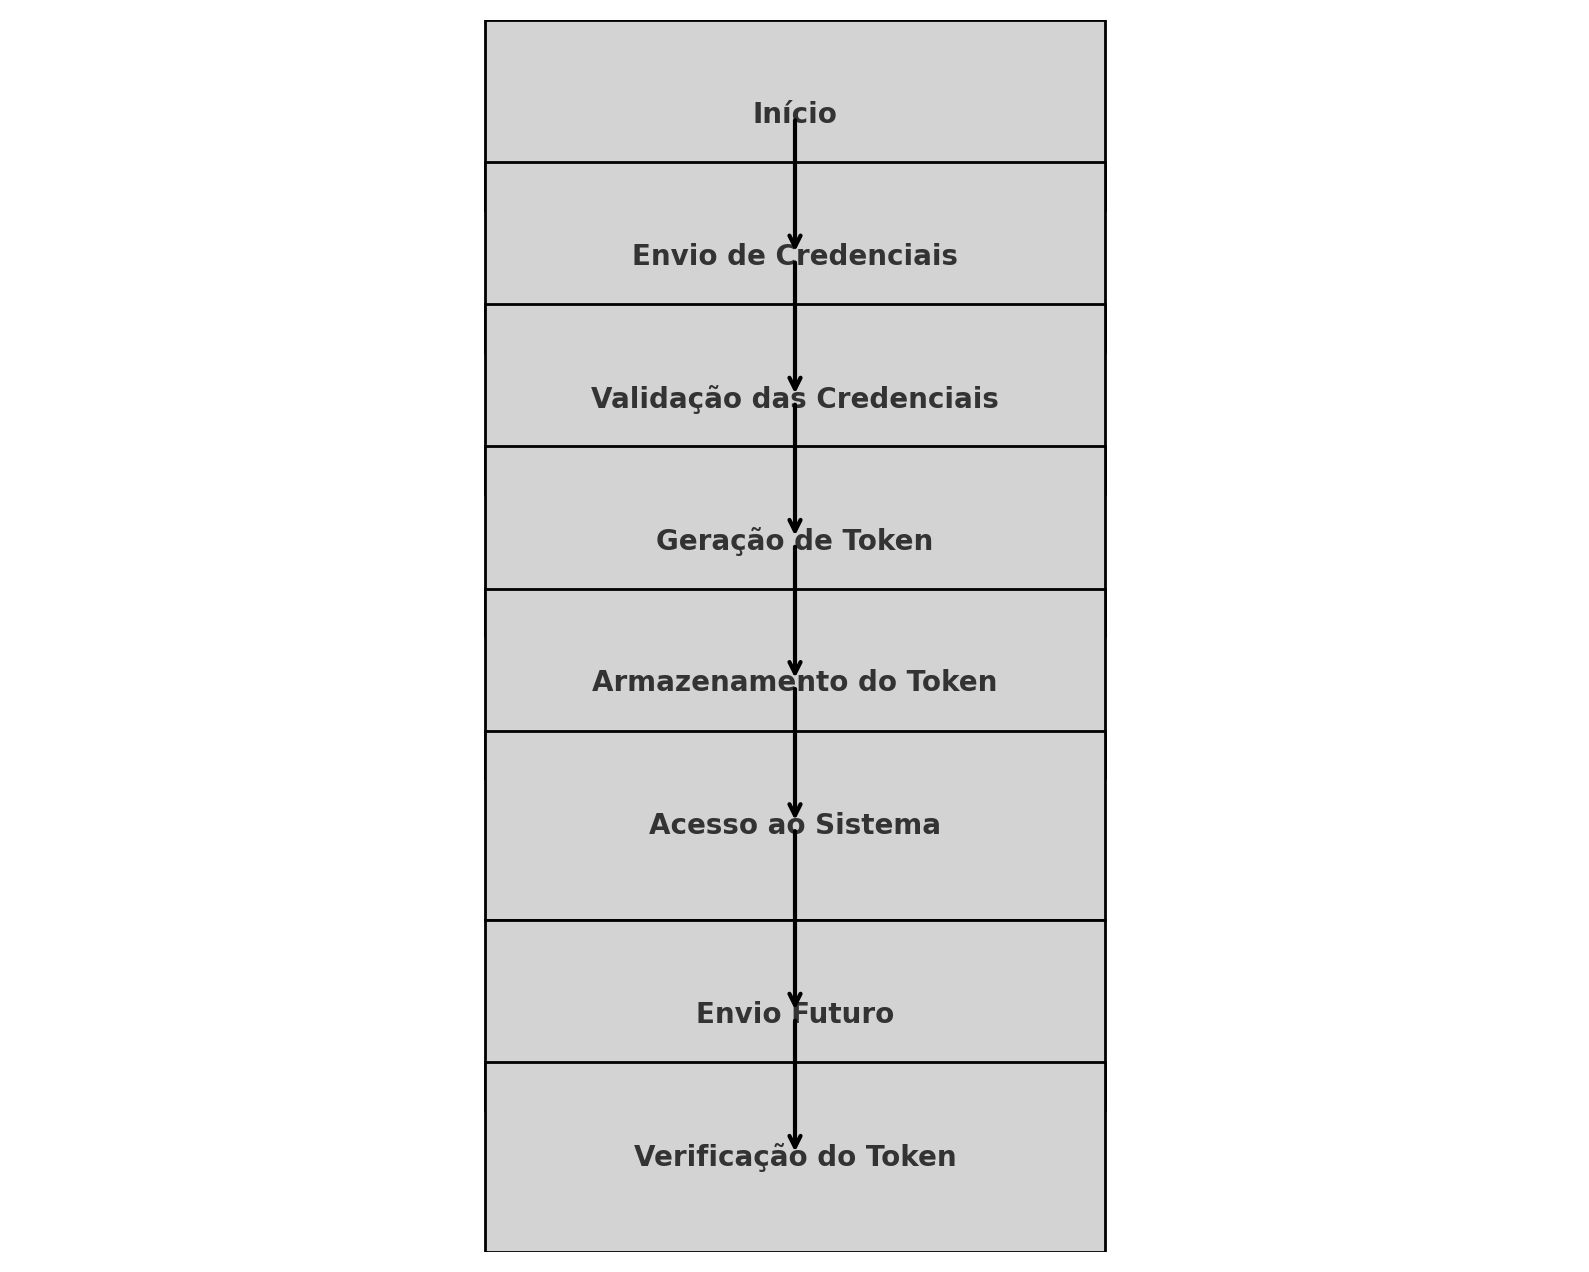 Início
Envio de Credenciais
Validação das Credenciais
Geração de Token
Armazenamento do Token
Acesso ao Sistema
Envio Futuro
Verificação do Token